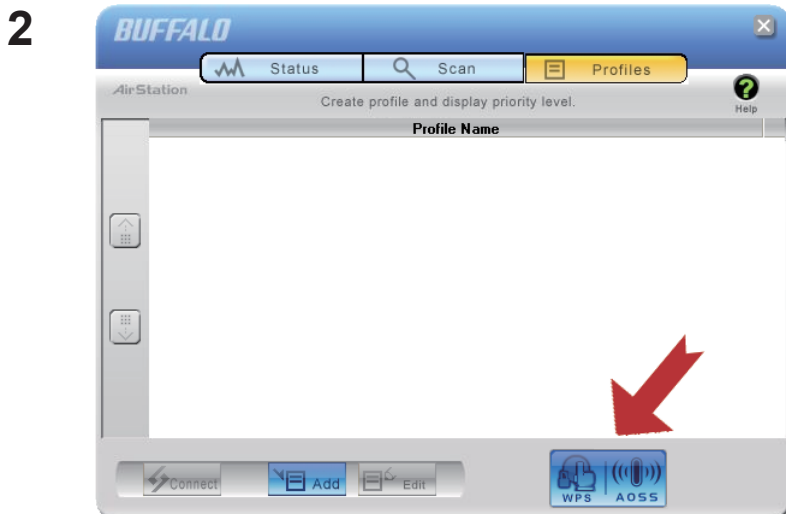 2
BUFFALO
Status Scan Profiles
AirStation
Create profile and display priority level.
Help
Profile Name
Connect Add Edit
WPS AOSS